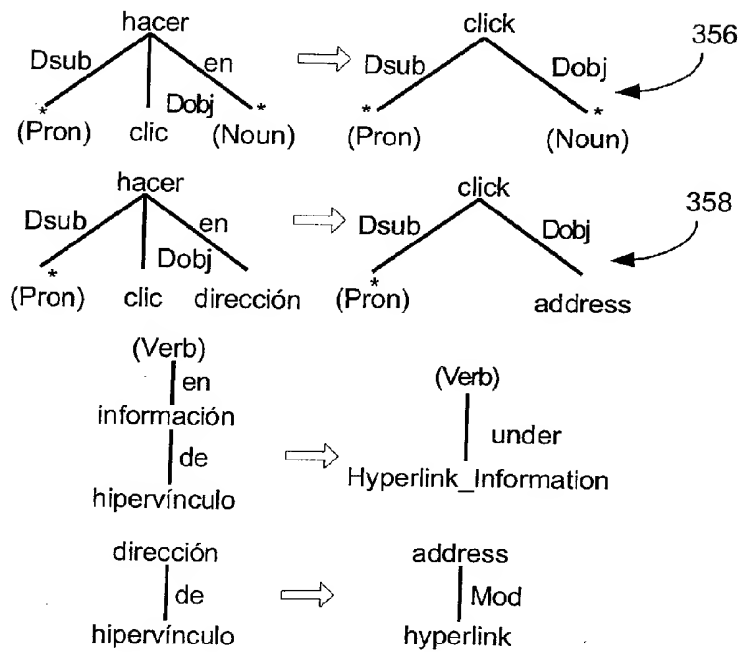 hacer click 356
Dsub en Dsub Dobj
* Dobj * * *
(Pron) clic (Noun) (Pron) (Noun)
hacer click 358
Dsub en Dsub Dobj
* Dobj *
(Pron) clic dirección (Pron) address
(Verb) (Verb)
en
información under
de Hyperlink_Information
hipervínculo
dirección address
de Mod
hipervínculo hyperlink